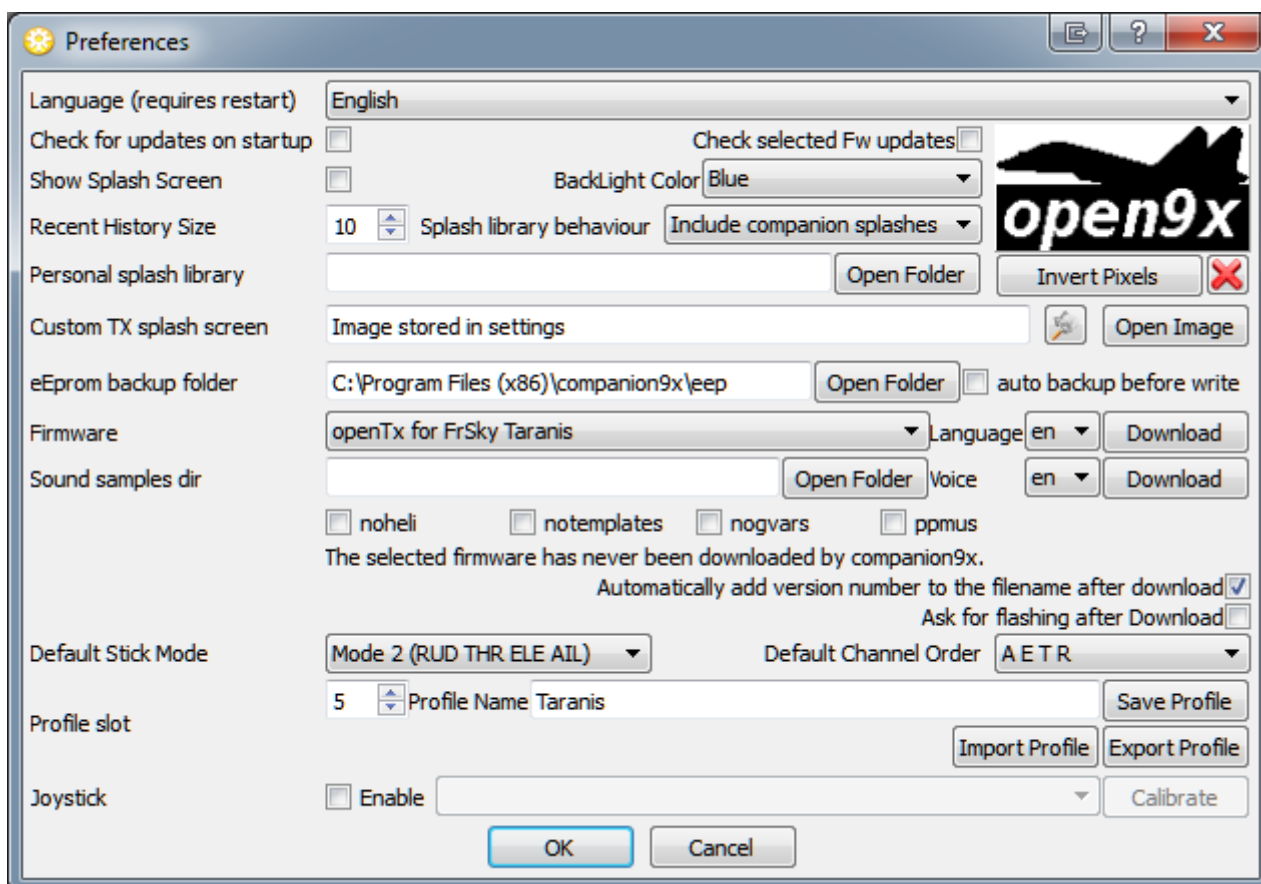 Preferences
Language (requires restart) English
Check for updates on startup Check selected Fw updates
Show Splash Screen BackLight Color Blue
open9x
Recent History Size 10 Splash library behaviour Include companion splashes
Personal splash library Open Folder Invert Pixels
Custom TX splash screen Image stored in settings Open Image
eEprom backup folder C:\Program Files (x86)\companion9x\eep Open Folder auto backup before write
Firmware openTx for FrSky Taranis Language en Download
Sound samples dir Open Folder Voice en Download
noheli notemplates nogvars ppmus
The selected firmware has never been downloaded by companion9x.
Automatically add version number to the filename after download
Ask for flashing after Download
Default Stick Mode Mode 2 (RUD THR ELE AIL) Default Channel Order A E T R
Profile slot 5 Profile Name Taranis Save Profile
Import Profile Export Profile
Joystick Enable Calibrate
OK Cancel